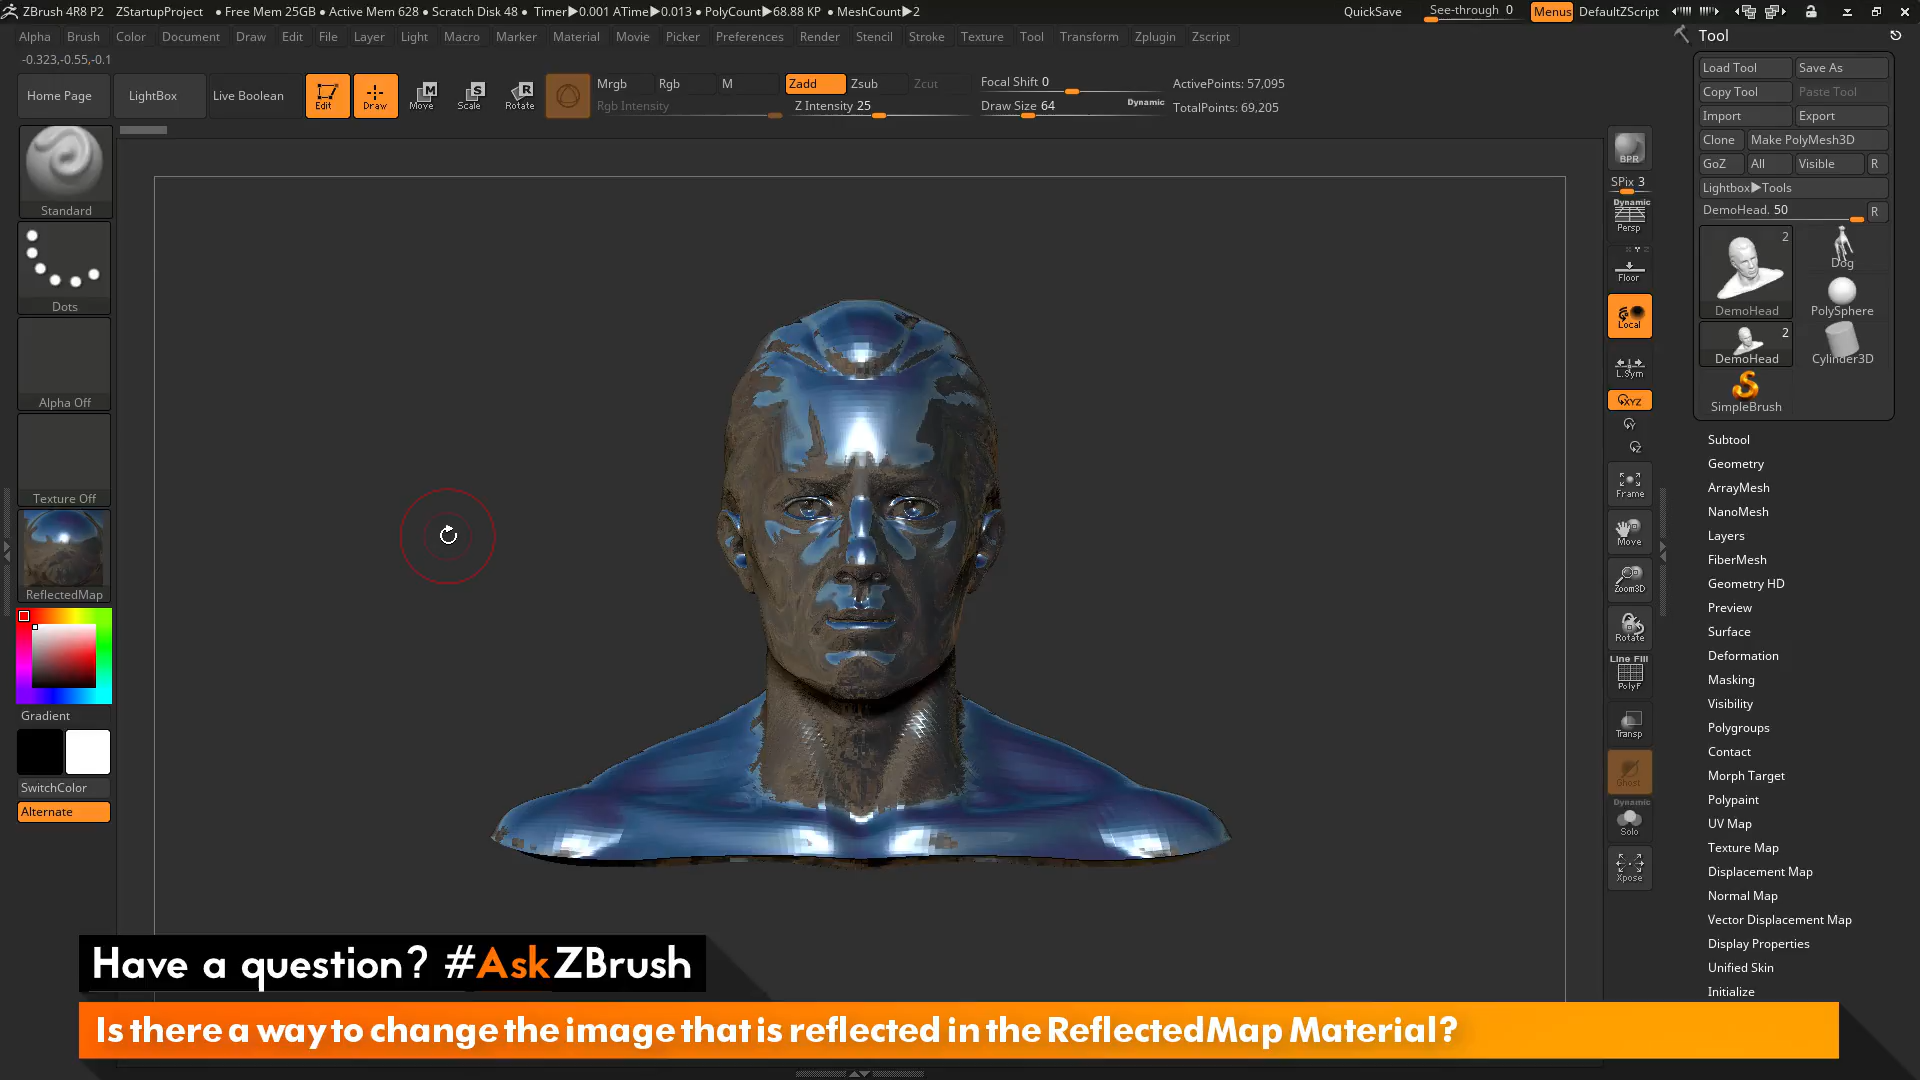 ZBrush 4R8 P2 ZStartupProject • Free Mem 25GB • Active Mem 628 • Scratch Disk 48 • Timer▶0.001 ATime▶0.013 • PolyCount▶68.88 KP • MeshCount▶2 QuickSave See-through 0 Menus DefaultZScript
Alpha Brush Color Document Draw Edit File Layer Light Macro Marker Material Movie Picker Preferences Render Stencil Stroke Texture Tool Transform Zplugin Zscript
-0.323,-0.55,-0.1
Home Page LightBox Live Boolean Edit Draw Move Scale Rotate
Mrgb Rgb M Zadd Zsub Zcut Focal Shift 0 ActivePoints: 57,095
Rgb Intensity Z Intensity 25 Draw Size 64 Dynamic TotalPoints: 69,205
Standard
Dots
Alpha Off
Texture Off
ReflectedMap
Gradient
SwitchColor
Alternate
BPR
SPix 3
Dynamic
Persp
Floor
Local
L.Sym
XYZ
Y
Z
Frame
Move
Zoom3D
Rotate
Line Fill
PolyF
Transp
Ghost
Dynamic
Solo
Xpose
Tool
Load Tool Save As
Copy Tool Paste Tool
Import Export
Clone Make PolyMesh3D
GoZ All Visible R
Lightbox▶Tools
DemoHead. 50 R
2
Dog
DemoHead PolySphere
2
DemoHead Cylinder3D
SimpleBrush
Subtool
Geometry
ArrayMesh
NanoMesh
Layers
FiberMesh
Geometry HD
Preview
Surface
Deformation
Masking
Visibility
Polygroups
Contact
Morph Target
Polypaint
UV Map
Texture Map
Displacement Map
Normal Map
Vector Displacement Map
Display Properties
Unified Skin
Initialize
Have a question? #AskZBrush
Is there a way to change the image that is reflected in the ReflectedMap Material?